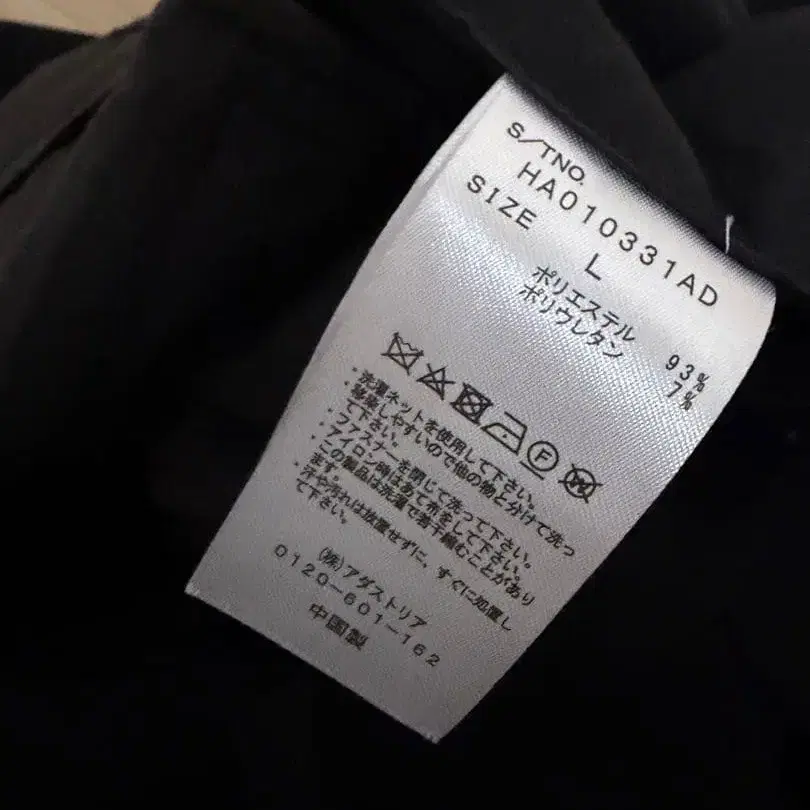 S/TNO.
HA010331AD
SIZE L
ポリエステル 93%
ポリウレタン 7%
F W
・洗濯ネットを使用して下さい。
・移染しやすいので他の物と分けて洗っ
て下さい。
・ファスナーを閉じて洗って下さい。
・アイロン時はあて布をして下さい。
・この製品は洗濯で若干縮むことがあり
ます。
・汗や汚れは放置せずに、すぐに処置し
て下さい。
(株)アダストリア
0120-601-162
中国製